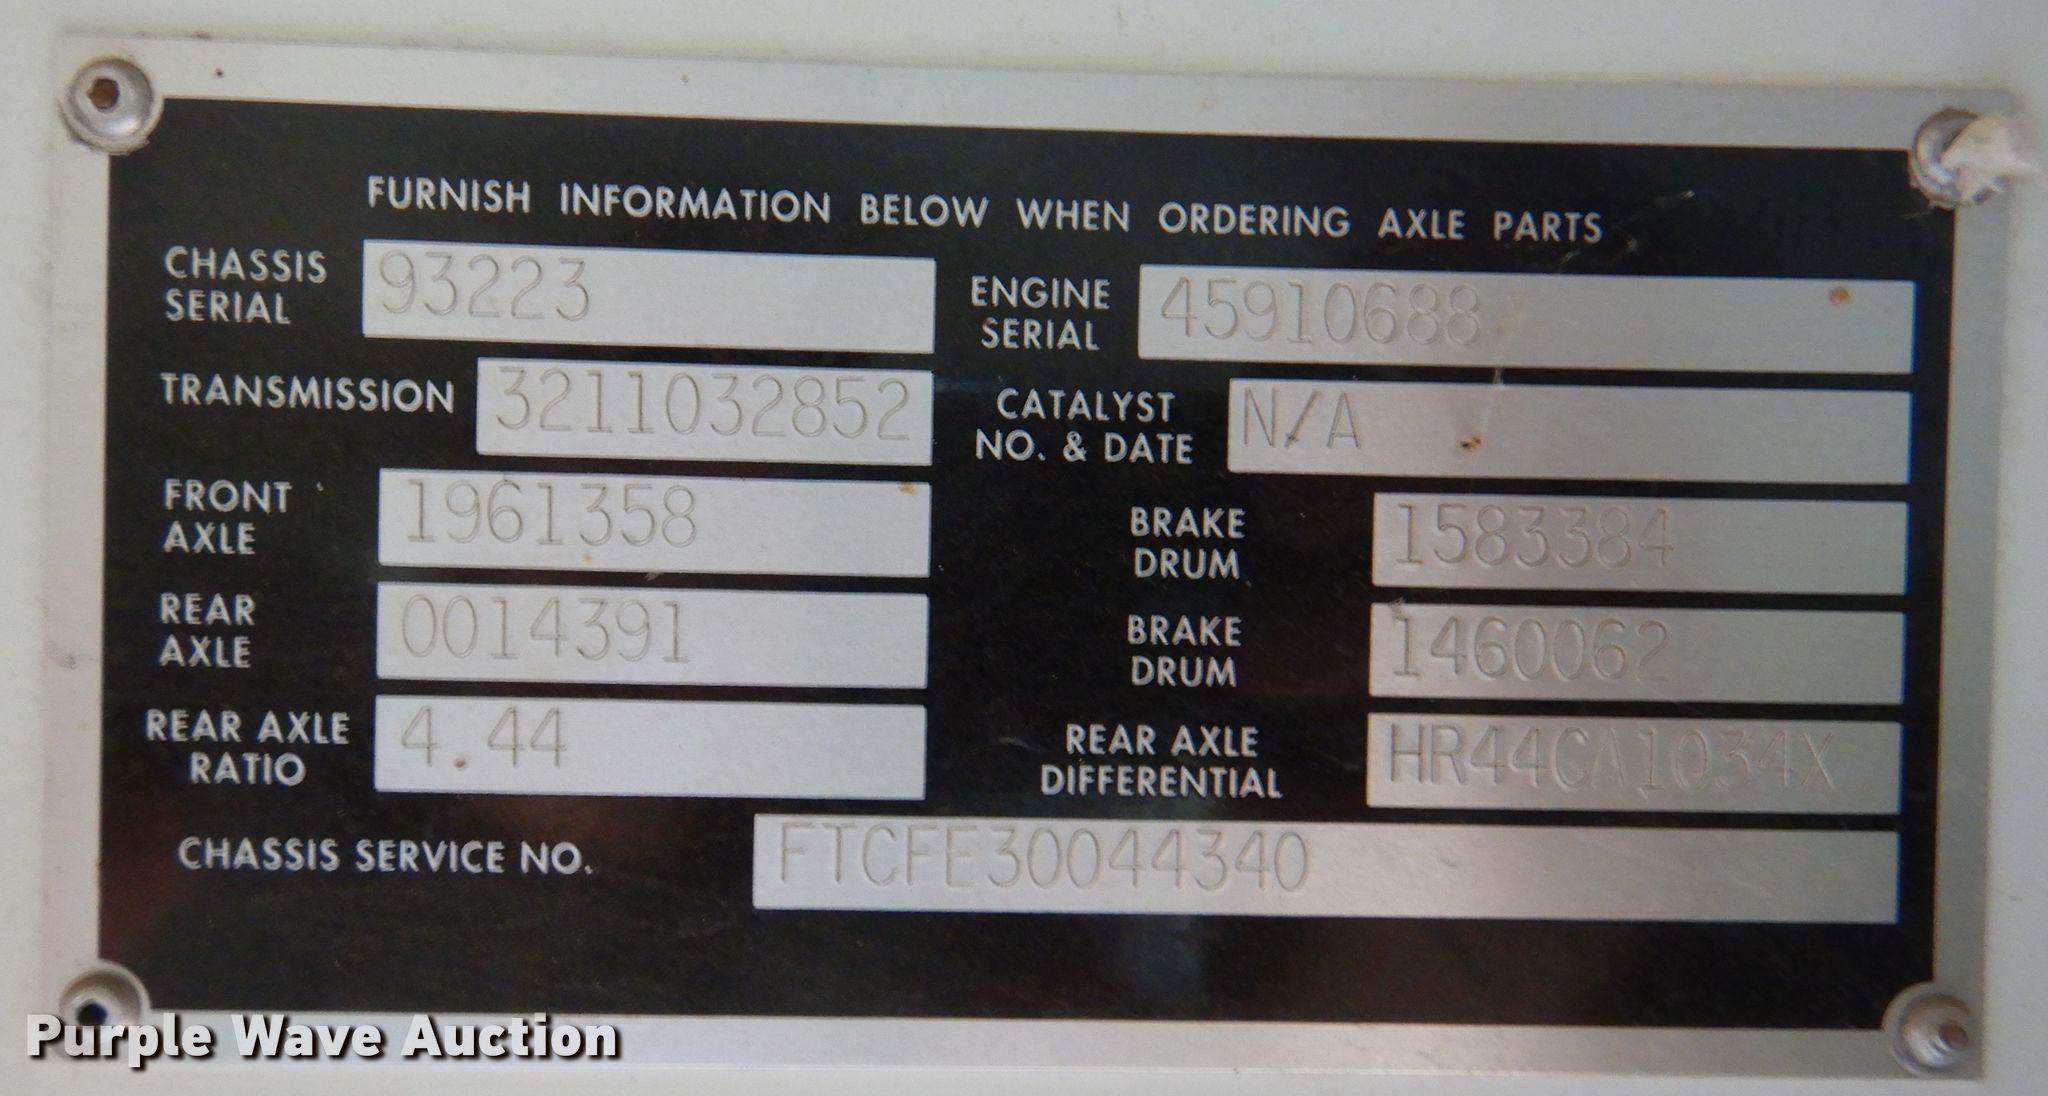 FURNISH INFORMATION BELOW WHEN ORDERING AXLE PARTS
CHASSIS SERIAL 93223
ENGINE SERIAL 45910688
TRANSMISSION 3211032852
CATALYST NO. & DATE N/A
FRONT AXLE 1961358
BRAKE DRUM 1583384
REAR AXLE 0014391
BRAKE DRUM 1460062
REAR AXLE RATIO 4.44
REAR AXLE DIFFERENTIAL HR44CA1034X
CHASSIS SERVICE NO. FTCFE30044340
Purple Wave Auction